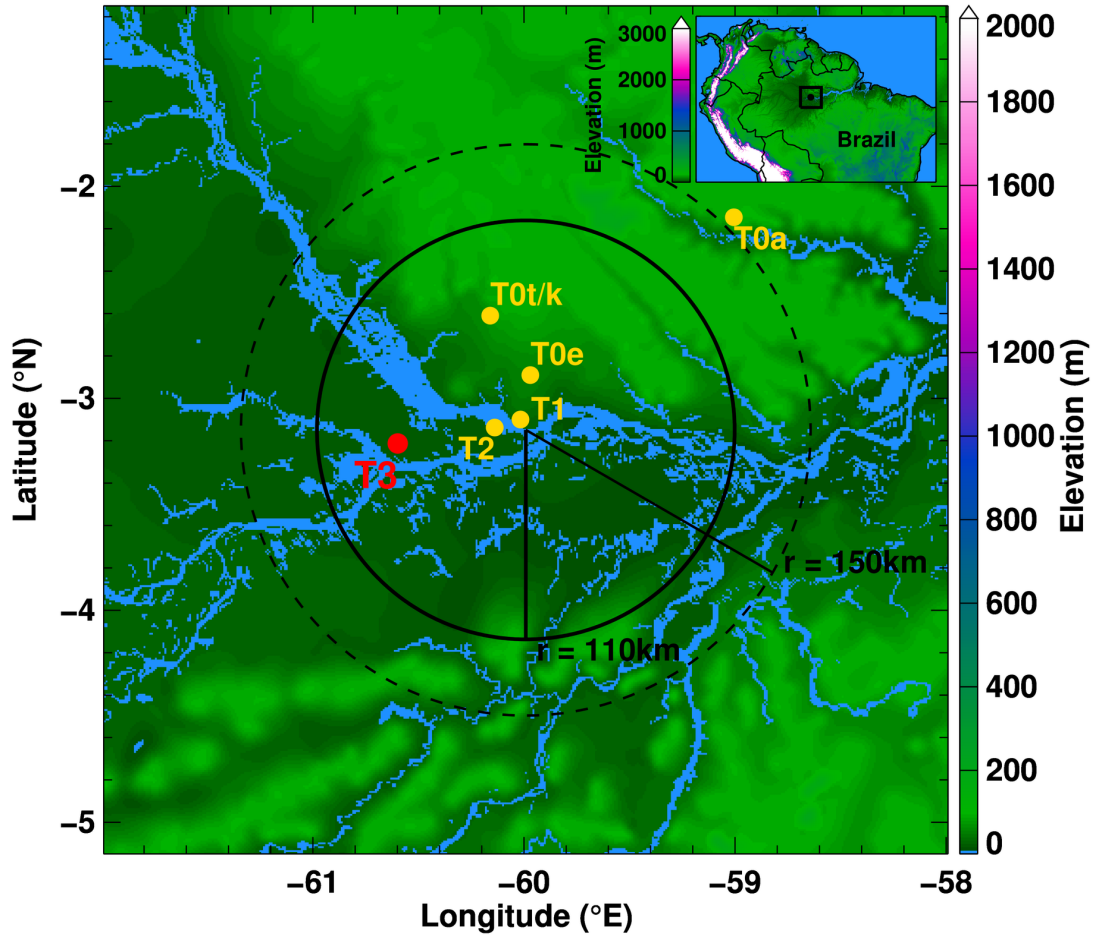 3000
2000
1000
0
Elevation (m)
Brazil
T0a
T0t/k
T0e
T1
T2
T3
r = 150km
r = 110km
−2
−3
−4
−5
Latitude (°N)
−61
−60
−59
−58
Longitude (°E)
2000
1800
1600
1400
1200
1000
800
600
400
200
0
Elevation (m)